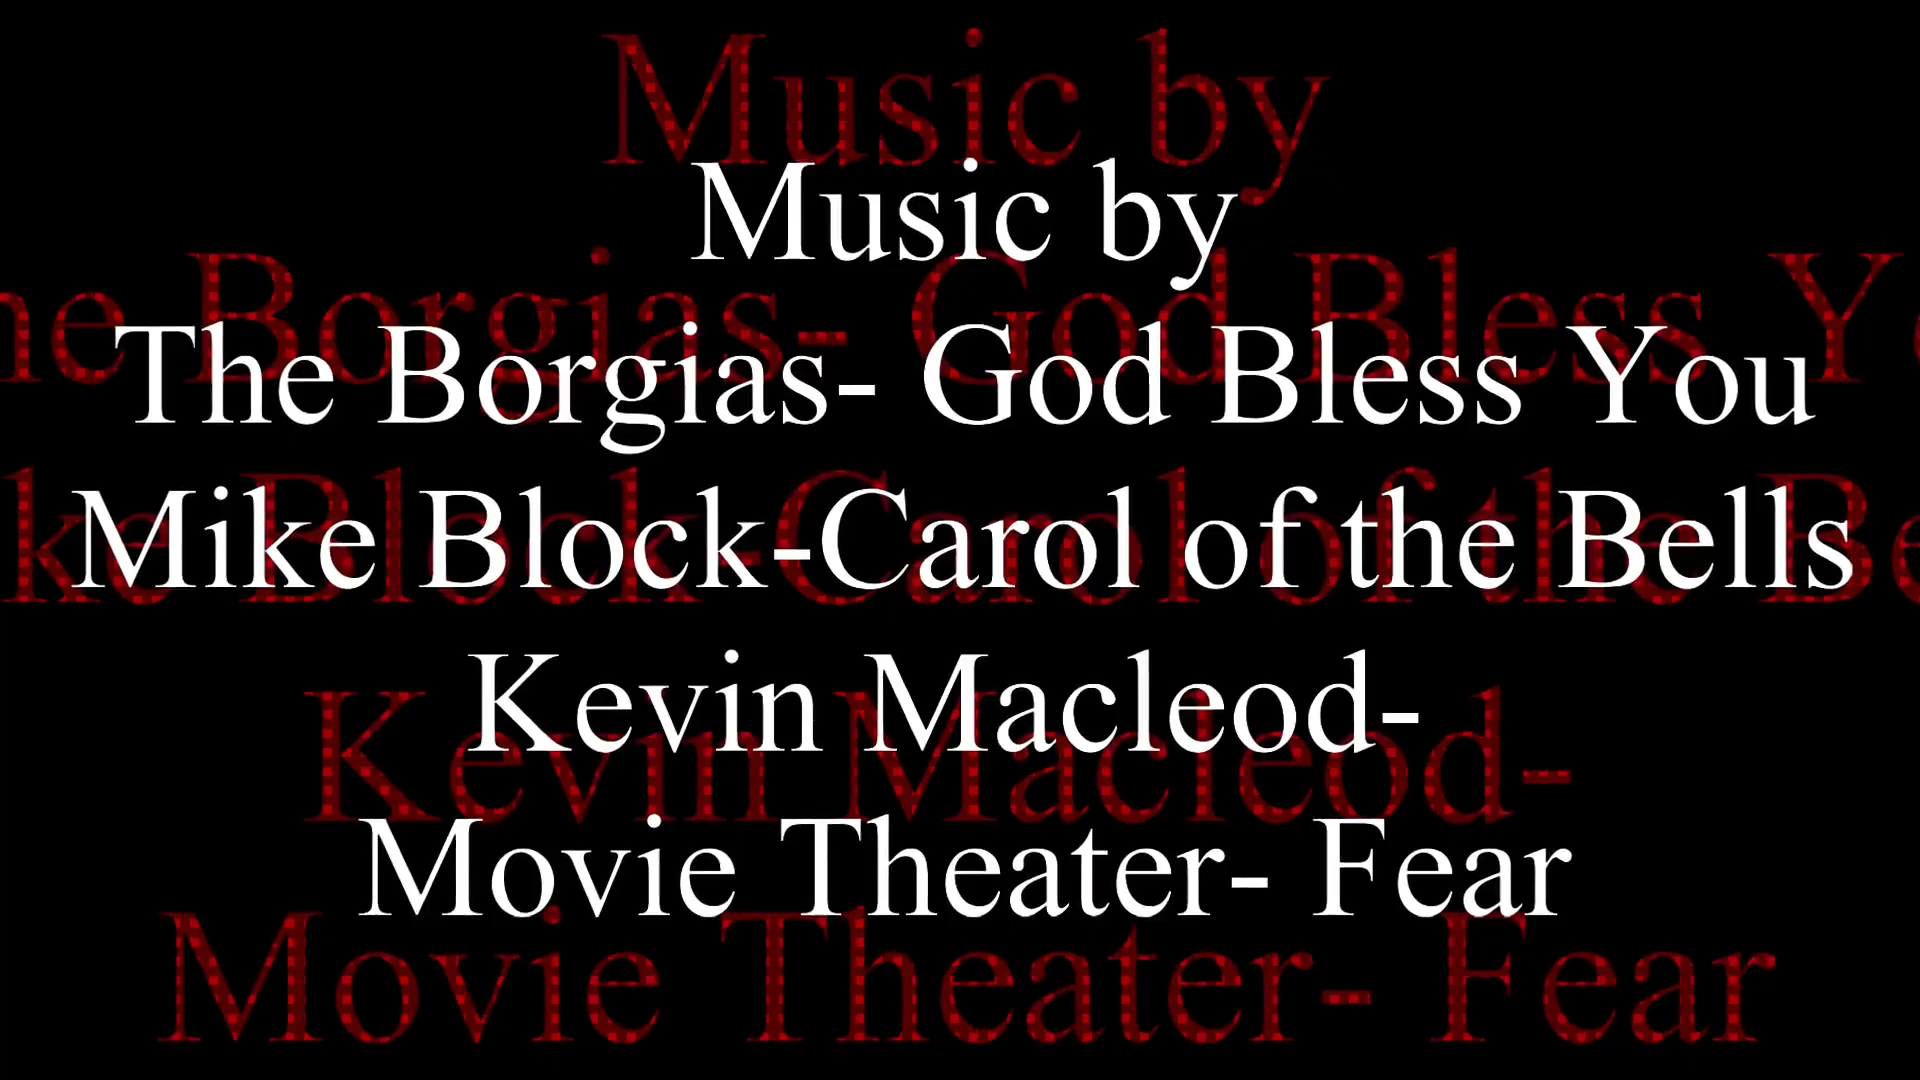 Music by
The Borgias- God Bless You
Mike Block-Carol of the Bells
Kevin Macleod-
Movie Theater- Fear